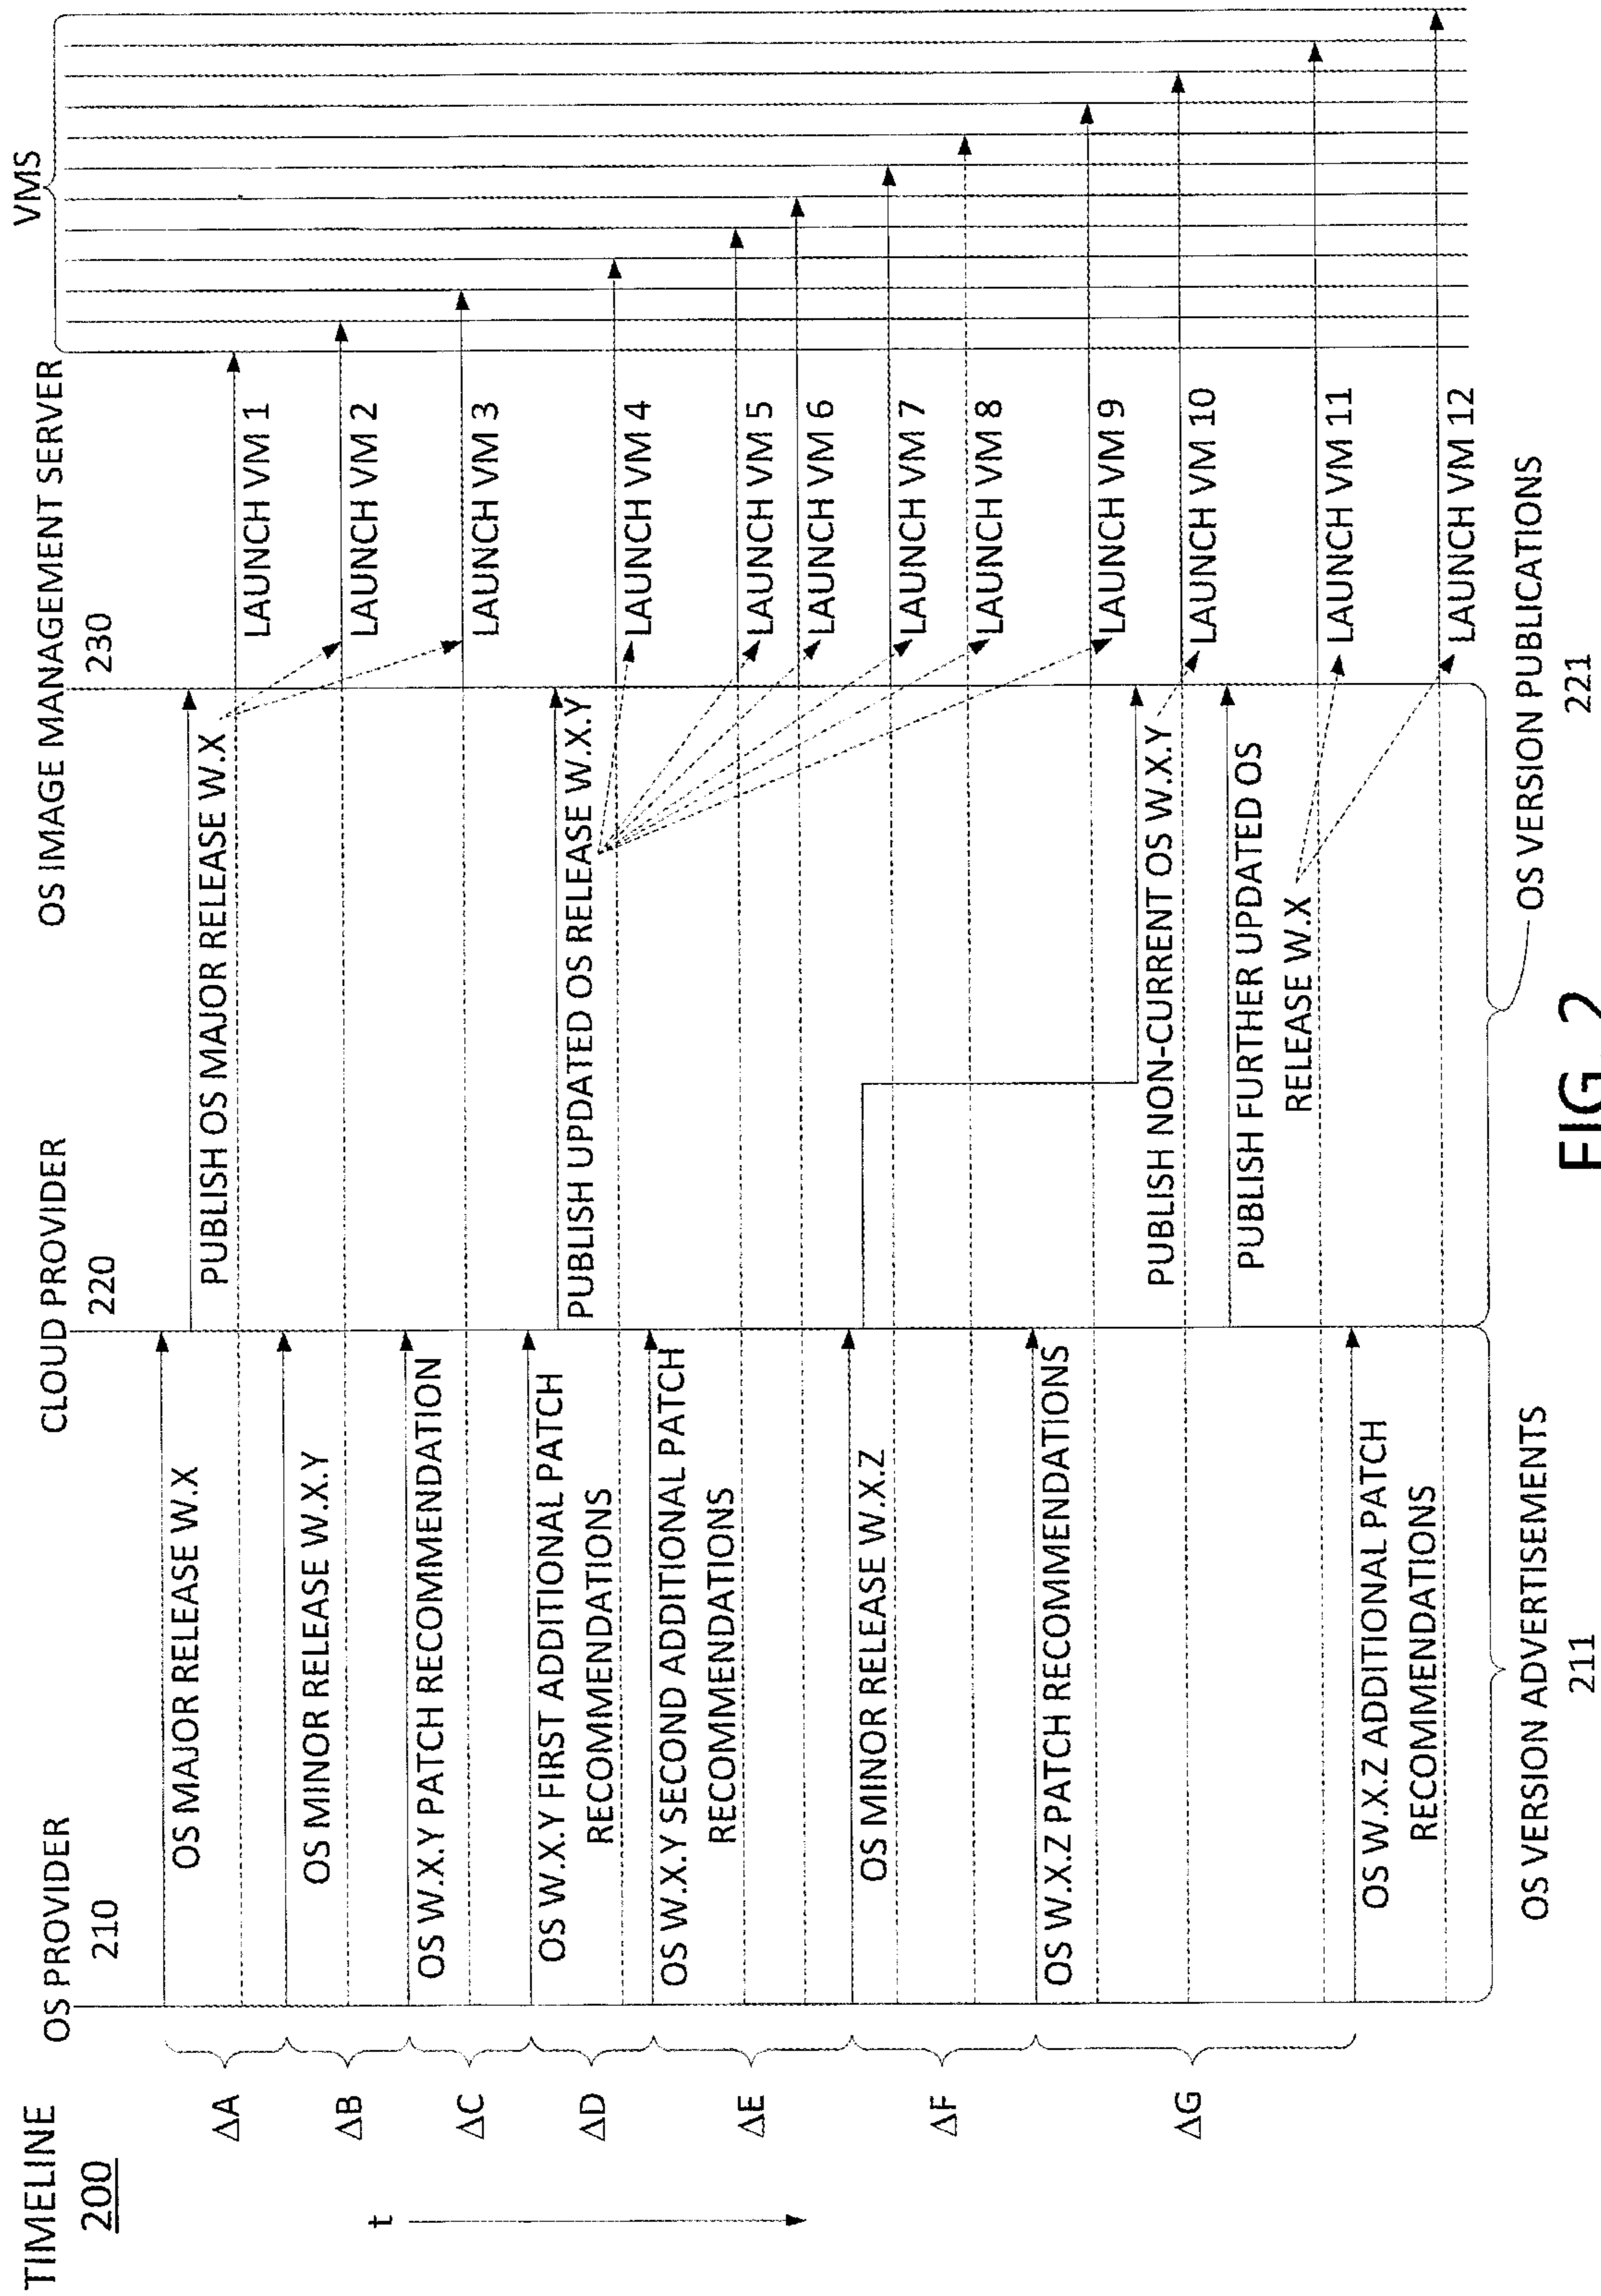 TIMELINE
200
t
ΔA
ΔB
ΔC
ΔD
ΔE
ΔF
ΔG
OS PROVIDER
210
OS MAJOR RELEASE W.X
OS MINOR RELEASE W.X.Y
OS W.X.Y PATCH RECOMMENDATION
OS W.X.Y FIRST ADDITIONAL PATCH
RECOMMENDATIONS
OS W.X.Y SECOND ADDITIONAL PATCH
RECOMMENDATIONS
OS MINOR RELEASE W.X.Z
OS W.X.Z PATCH RECOMMENDATIONS
OS W.X.Z ADDITIONAL PATCH
RECOMMENDATIONS
OS VERSION ADVERTISEMENTS
211
CLOUD PROVIDER
220
PUBLISH OS MAJOR RELEASE W.X
PUBLISH UPDATED OS RELEASE W.X.Y
PUBLISH NON-CURRENT OS W.X.Y
PUBLISH FURTHER UPDATED OS
RELEASE W.X
OS VERSION PUBLICATIONS
221
OS IMAGE MANAGEMENT SERVER
230
LAUNCH VM 1
LAUNCH VM 2
LAUNCH VM 3
LAUNCH VM 4
LAUNCH VM 5
LAUNCH VM 6
LAUNCH VM 7
LAUNCH VM 8
LAUNCH VM 9
LAUNCH VM 10
LAUNCH VM 11
LAUNCH VM 12
VMS
FIG. 2